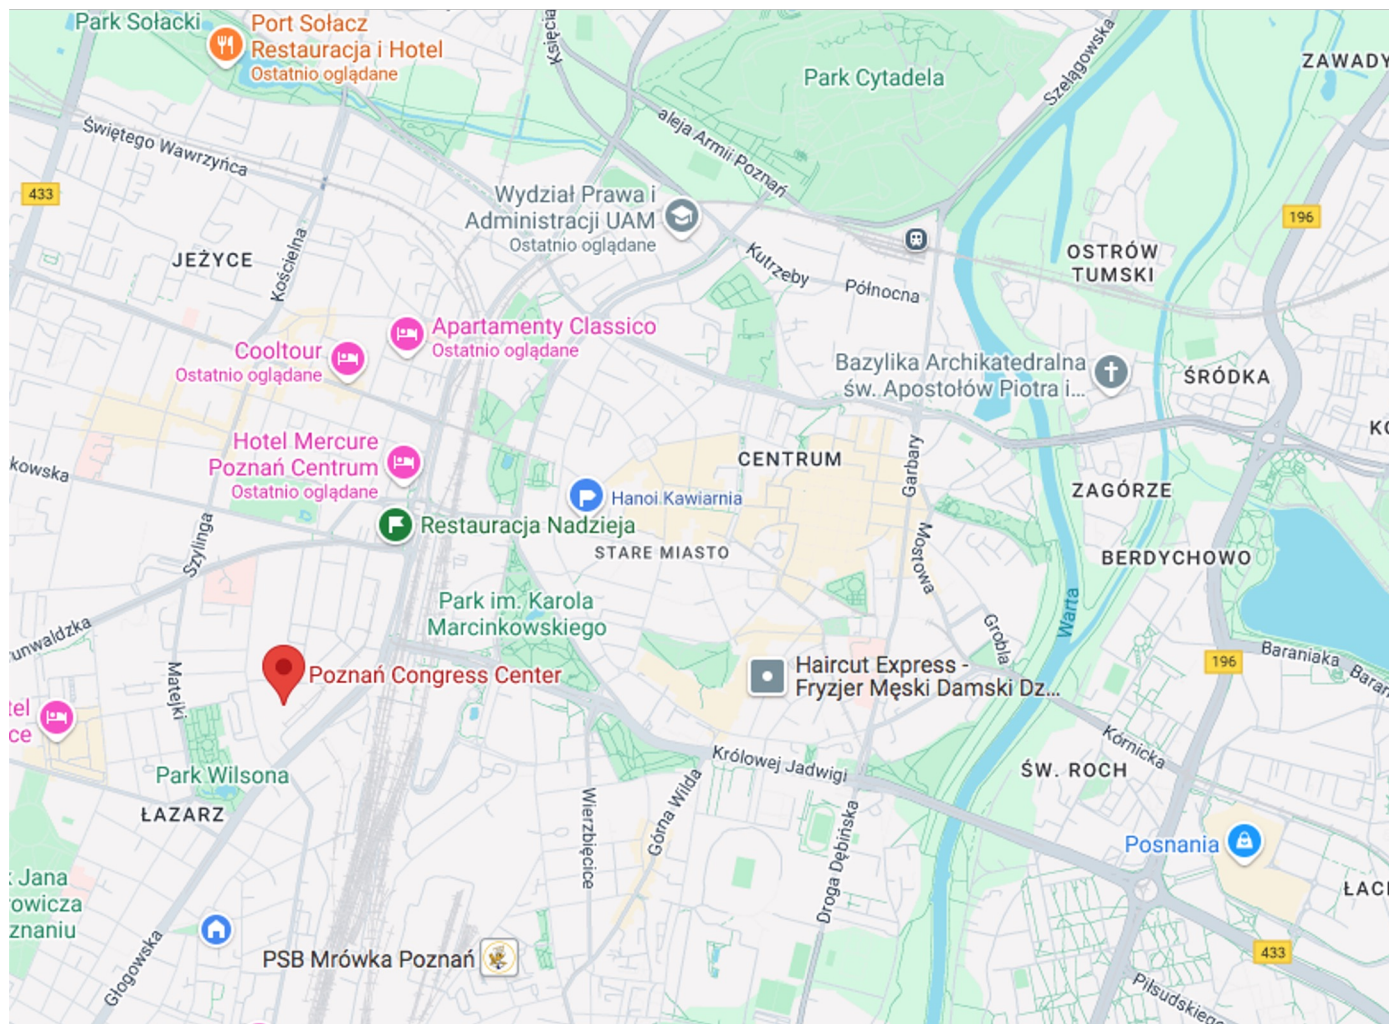 Park Sołacki
Port Sołacz
Restauracja i Hotel
Ostatnio oglądane
Księcia
Park Cytadela
Szelągowska
ZAWADY
Świętego Wawrzyńca
aleja Armii Poznań
433
Wydział Prawa i
Administracji UAM
Ostatnio oglądane
196
JEŻYCE
Kościelna
Kutrzeby
Północna
OSTRÓW
TUMSKI
Apartamenty Classico
Ostatnio oglądane
Cooltour
Ostatnio oglądane
Bazylika Archikatedralna
św. Apostołów Piotra i...
ŚRÓDKA
KO
Hotel Mercure
Poznań Centrum
Ostatnio oglądane
CENTRUM
Garbary
kowska
Hanoi Kawiarnia
ZAGÓRZE
Restauracja Nadzieja
STARE MIASTO
Szylinga
Mostowa
BERDYCHOWO
Park im. Karola
Marcinkowskiego
Warta
unwaldzka
Grobla
Baraniaka
Baran
196
Matejki
Poznań Congress Center
Haircut Express -
Fryzjer Męski Damski Dz...
tel
ce
Królowej Jadwigi
Kórnicka
Park Wilsona
ŚW. ROCH
ŁAZARZ
Wierzbięcice
Górna Wilda
Droga Dębińska
Posnania
k Jana
owicza
znaniu
ŁAC
Głogowska
PSB Mrówka Poznań
433
Piłsudskiego